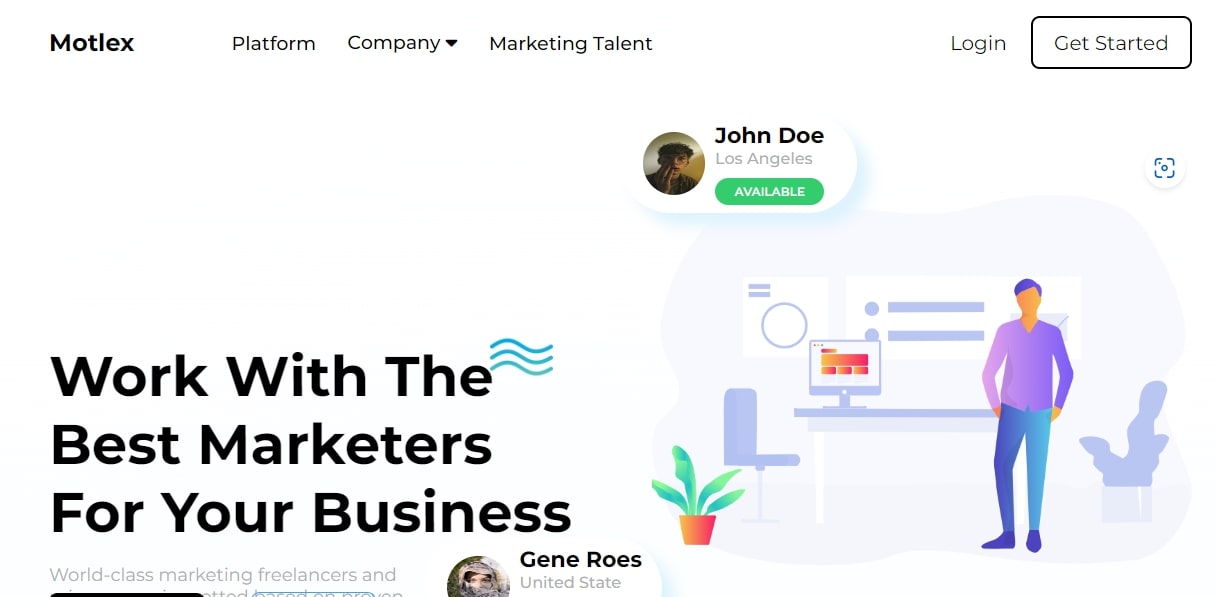 Motlex
Platform
Company
Marketing Talent
Login
Get Started
John Doe
Los Angeles
AVAILABLE
Work With The
Best Marketers
For Your Business
World-class marketing freelancers and
based on proven
Gene Roes
United State